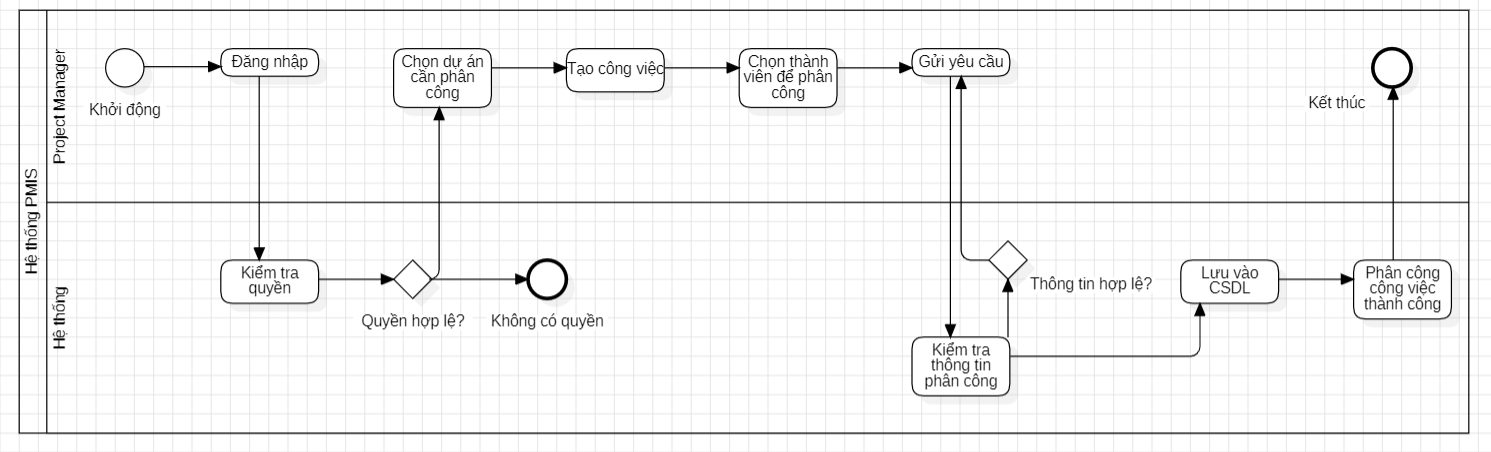 Hệ thống PMIS
Project Manager
Khởi động
Đăng nhập
Chọn dự án
cần phân
công
Tạo công việc
Chọn thành
viên để phân
công
Gửi yêu cầu
Kết thúc
Hệ thống
Kiểm tra
quyền
Quyền hợp lệ?
Không có quyền
Kiểm tra
thông tin
phân công
Thông tin hợp lệ?
Lưu vào
CSDL
Phân công
công việc
thành công